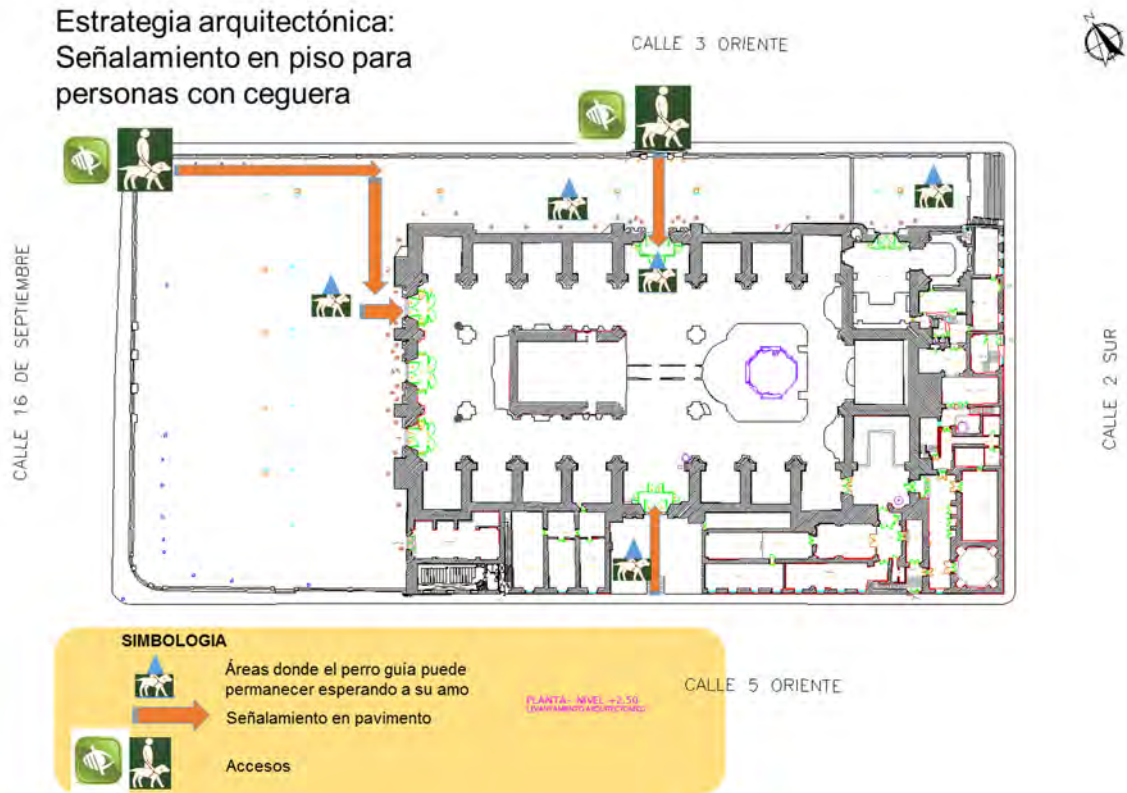 Estrategia arquitectónica:
Señalamiento en piso para
personas con ceguera
CALLE 3 ORIENTE
CALLE 16 DE SEPTIEMBRE
CALLE 2 SUR
SIMBOLOGIA
Áreas donde el perro guía puede
permanecer esperando a su amo
Señalamiento en pavimento
Accesos
PLANTA- NIVEL +2.50
LEVANTAMIENTO ARQUITECTONICO
CALLE 5 ORIENTE